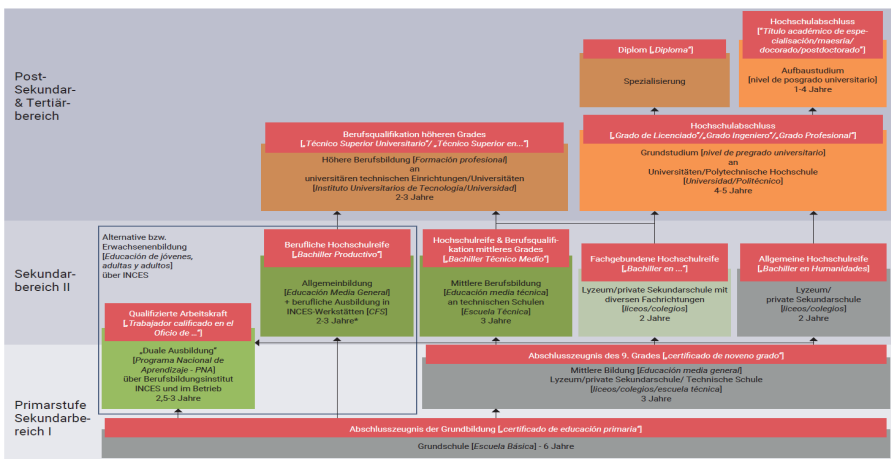 Post-
Sekundar-
& Tertiär-
bereich
Hochschulabschluss
["Título académico de espe-
cialisación/maesria/
docorado/postdoctorado"]
Aufbaustudium
[nivel de posgrado universitario]
1-4 Jahre
Diplom [„Diploma"]
Spezialisierung
Berufsqualifikation höheren Grades
[„Técnico Superior Universitario"/ „Técnico Superior en..."]
Höhere Berufsbildung [Formación profesional]
an
universitären technischen Einrichtungen/Universitäten
[Instituto Universitarios de Tecnología/Universidad]
2-3 Jahre
Hochschulabschluss
[„Grado de Licenciado"/„Grado Ingeniero"/„Grado Profesional"]
Grundstudium [nivel de pregrado universitario]
an
Universitäten/Polytechnische Hochschule
[Universidad/Politécnico]
4-5 Jahre
Sekundar-
bereich II
Alternative bzw.
Erwachsenenbildung
[Educación de jóvenes,
adultas y adultos]
über INCES
Berufliche Hochschulreife
[„Bachiller Productivo"]
Allgemeinbildung
[Educación Media General]
+ berufliche Ausbildung in
INCES-Werkstätten [CFS]
2-3 Jahre*
Hochschulreife & Berufsqualifi-
kation mittleres Grades
[„Bachiller Técnico Medio"]
Mittlere Berufsbildung
[Educación media técnica]
an technischen Schulen
[Escuela Técnica]
3 Jahre
Fachgebundene Hochschulreife
[„Bachiller en ..."]
Lyzeum/private Sekundarschule mit
diversen Fachrichtungen
[liceos/colegios]
2 Jahre
Allgemeine Hochschulreife
[„Bachiller en Humanidades]
Lyzeum/
private Sekundarschule
[liceos/colegios]
2 Jahre
Qualifizierte Arbeitskraft
[„Trabajador calificado en el
Oficio de ..."]
„Duale Ausbildung"
[Programa Nacional de
Aprendizaje - PNA]
über Berufsbildungsinstitut
INCES und im Betrieb
2,5-3 Jahre
Primarstufe
Sekundarbe-
reich I
Abschlusszeugnis des 9. Grades [„certificado de noveno grado"]
Mittlere Bildung [Educación media general]
Lyzeum/private Sekundarschule/ Technische Schule
[liceos/colegios/escuela técnica]
3 Jahre
Abschlusszeugnis der Grundbildung [„certificado de educación primaria"]
Grundschule [Escuela Básica] - 6 Jahre